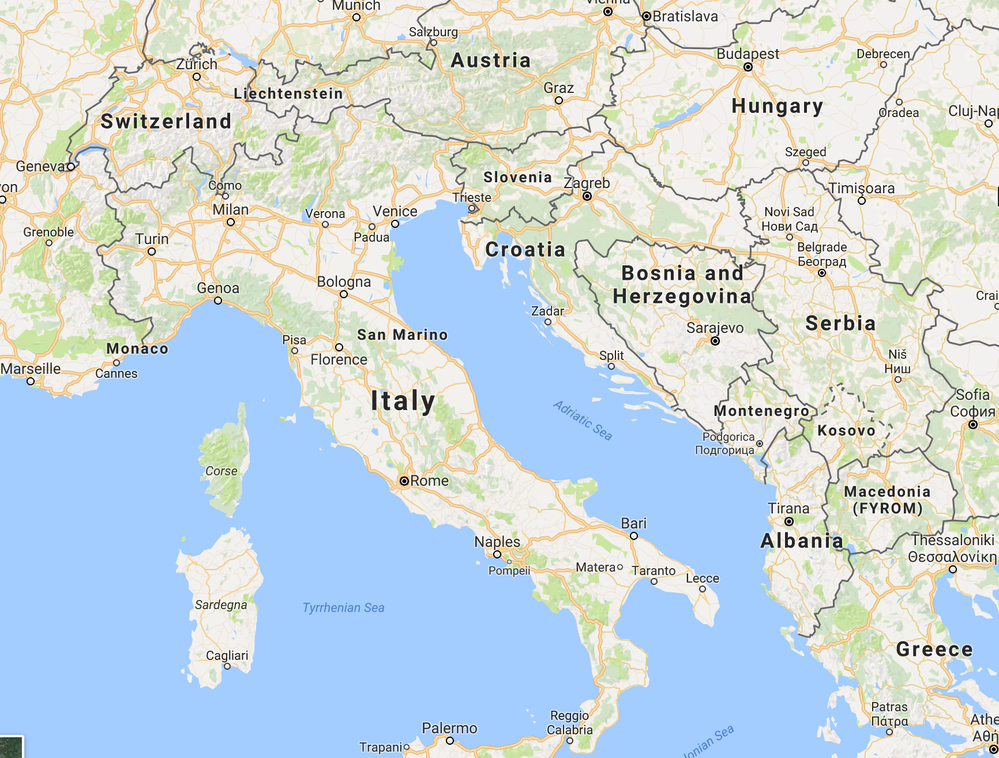 Munich
Vienna
Bratislava
Salzburg
Austria
Budapest
Debrecen
Zürich
Liechtenstein
Graz
Hungary
Oradea
Switzerland
Szeged
Geneva
Como
Slovenia
Zagreb
Timișoara
Trieste
Milan
Verona
Venice
Padua
Novi Sad
Нови Сад
Grenoble
Turin
Croatia
Belgrade
Београд
Bosnia and
Herzegovina
Genoa
Bologna
Zadar
Sarajevo
Serbia
San Marino
Pisa
Florence
Monaco
Cannes
Marseille
Split
Niš
Ниш
Italy
Adriatic Sea
Montenegro
Kosovo
Sofia
София
Podgorica
Подгорица
Corse
Rome
Macedonia
(FYROM)
Tirana
Albania
Bari
Naples
Pompeii
Matera
Taranto
Lecce
Thessaloniki
Θεσσαλονίκη
Sardegna
Tyrrhenian Sea
Cagliari
Greece
Patras
Πάτρα
Reggio
Calabria
Palermo
Trapani
Ionian Sea